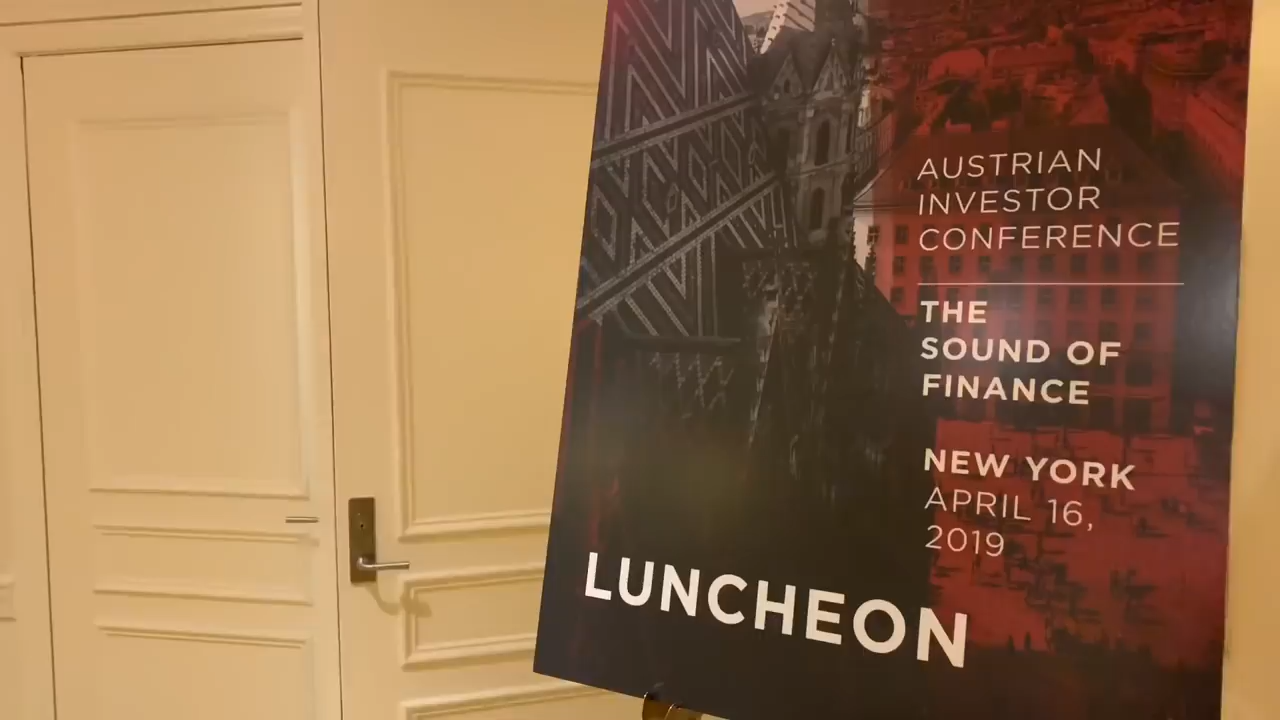 AUSTRIAN
INVESTOR
CONFERENCE
THE
SOUND OF
FINANCE
NEW YORK
APRIL 16,
2019
LUNCHEON